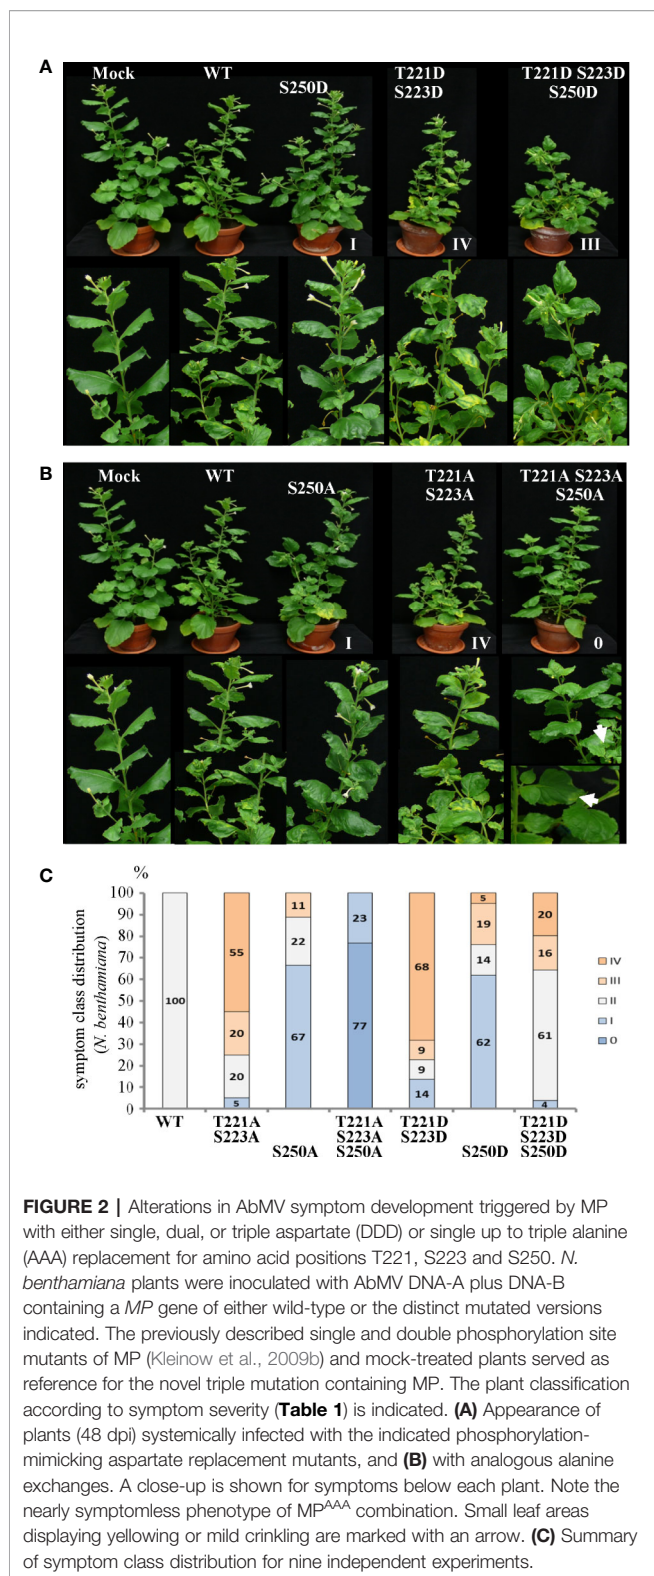 A
Mock WT S250D T221D S223D T221D S223D S250D
I IV III
B
Mock WT S250A T221A S223A T221A S223A S250A
I IV 0
C
%
symptom class distribution
(N. benthamiana)
100
90
80
70
60
50
40
30
20
10
0
100
55
20
20
5
11
22
67
23
77
68
9
9
14
5
19
14
62
20
16
61
4
IV
III
II
I
0
WT
T221A
S223A
S250A
T221A
S223A
S250A
T221D
S223D
S250D
T221D
S223D
S250D
FIGURE 2 | Alterations in AbMV symptom development triggered by MP
with either single, dual, or triple aspartate (DDD) or single up to triple alanine
(AAA) replacement for amino acid positions T221, S223 and S250. N.
benthamiana plants were inoculated with AbMV DNA-A plus DNA-B
containing a MP gene of either wild-type or the distinct mutated versions
indicated. The previously described single and double phosphorylation site
mutants of MP (Kleinow et al., 2009b) and mock-treated plants served as
reference for the novel triple mutation containing MP. The plant classification
according to symptom severity (Table 1) is indicated. (A) Appearance of
plants (48 dpi) systemically infected with the indicated phosphorylation-
mimicking aspartate replacement mutants, and (B) with analogous alanine
exchanges. A close-up is shown for symptoms below each plant. Note the
nearly symptomless phenotype of MPAAA combination. Small leaf areas
displaying yellowing or mild crinkling are marked with an arrow. (C) Summary
of symptom class distribution for nine independent experiments.